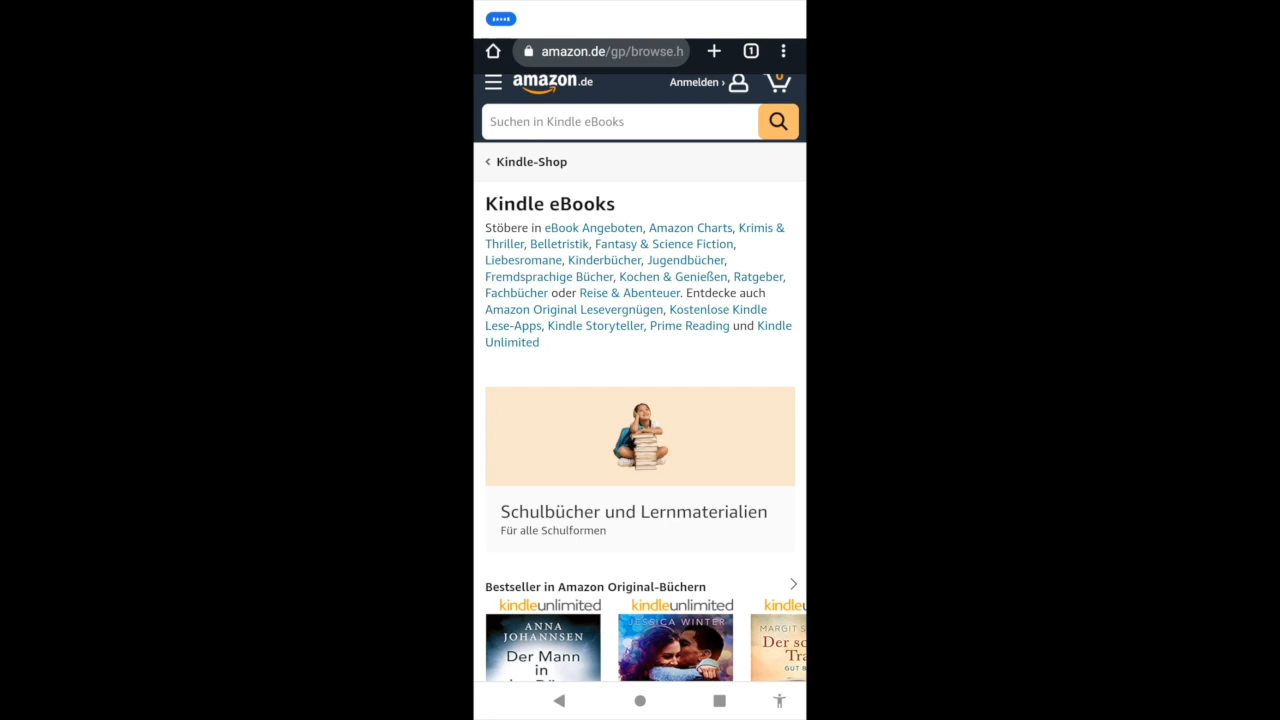 amazon.de/gp/browse.h
1
amazon.de
Anmelden ›
0
Suchen in Kindle eBooks
‹ Kindle-Shop
Kindle eBooks
Stöbere in eBook Angeboten, Amazon Charts, Krimis &
Thriller, Belletristik, Fantasy & Science Fiction,
Liebesromane, Kinderbücher, Jugendbücher,
Fremdsprachige Bücher, Kochen & Genießen, Ratgeber,
Fachbücher oder Reise & Abenteuer. Entdecke auch
Amazon Original Lesevergnügen, Kostenlose Kindle
Lese-Apps, Kindle Storyteller, Prime Reading und Kindle
Unlimited
Schulbücher und Lernmaterialien
Für alle Schulformen
Bestseller in Amazon Original-Büchern
kindleunlimited
ANNA
JOHANNSEN
Der Mann
in
kindleunlimited
JESSICA WINTER
MARGIT
Der
GUT